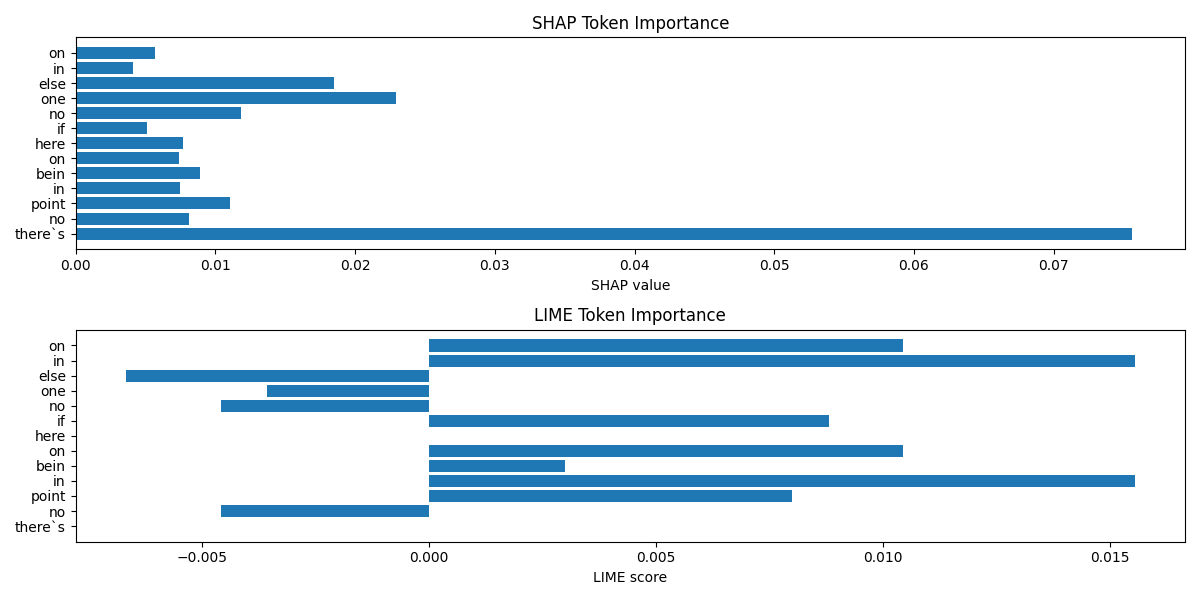 SHAP Token Importance
on
in
else
one
no
if
here
on
bein
in
point
no
there`s
0.00 0.01 0.02 0.03 0.04 0.05 0.06 0.07
SHAP value
LIME Token Importance
on
in
else
one
no
if
here
on
bein
in
point
no
there`s
−0.005 0.000 0.005 0.010 0.015
LIME score